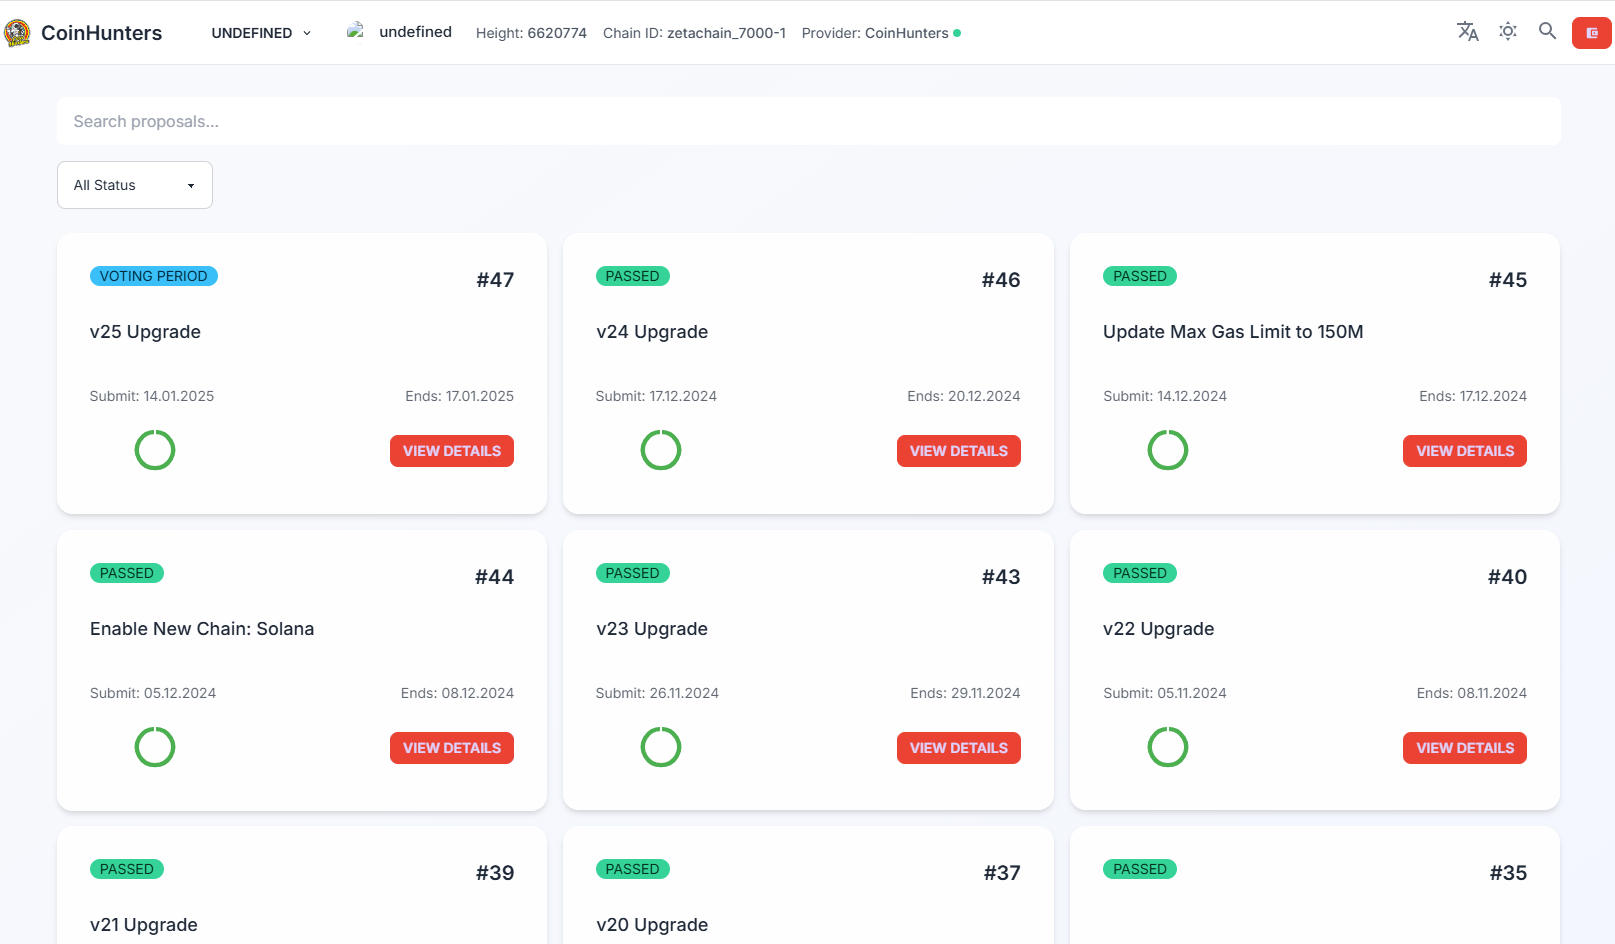 CoinHunters UNDEFINED undefined Height: 6620774 Chain ID: zetachain_7000-1 Provider: CoinHunters
Search proposals...
All Status
VOTING PERIOD #47
v25 Upgrade
Submit: 14.01.2025 Ends: 17.01.2025
VIEW DETAILS
PASSED #46
v24 Upgrade
Submit: 17.12.2024 Ends: 20.12.2024
VIEW DETAILS
PASSED #45
Update Max Gas Limit to 150M
Submit: 14.12.2024 Ends: 17.12.2024
VIEW DETAILS
PASSED #44
Enable New Chain: Solana
Submit: 05.12.2024 Ends: 08.12.2024
VIEW DETAILS
PASSED #43
v23 Upgrade
Submit: 26.11.2024 Ends: 29.11.2024
VIEW DETAILS
PASSED #40
v22 Upgrade
Submit: 05.11.2024 Ends: 08.11.2024
VIEW DETAILS
PASSED #39
v21 Upgrade
PASSED #37
v20 Upgrade
PASSED #35